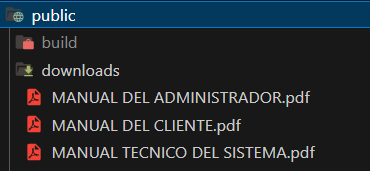 public
build
downloads
MANUAL DEL ADMINISTRADOR.pdf
MANUAL DEL CLIENTE.pdf
MANUAL TECNICO DEL SISTEMA.pdf